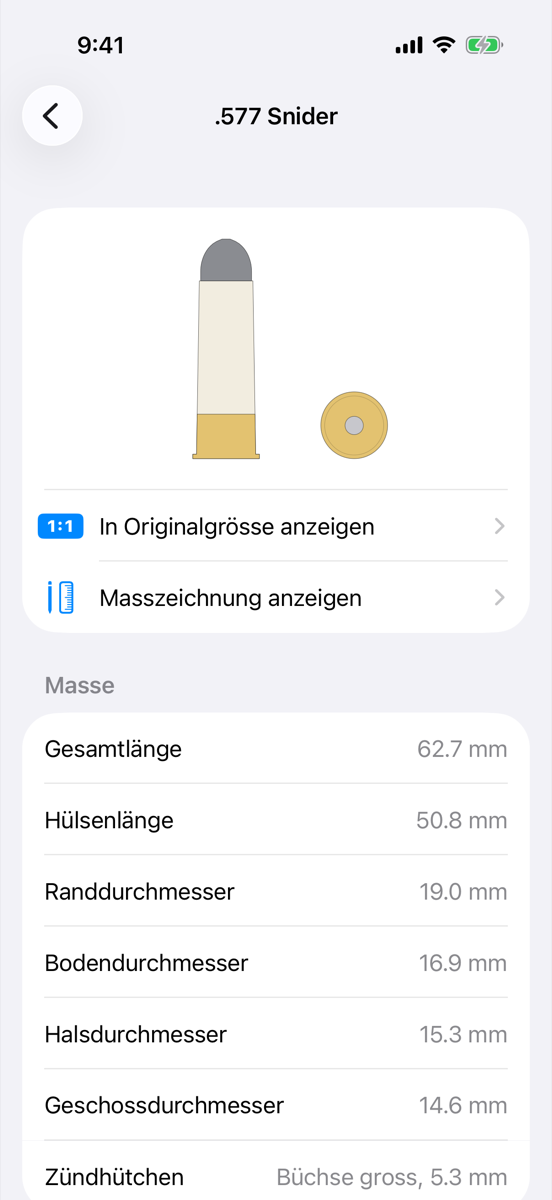 9:41
.577 Snider
1:1 In Originalgrösse anzeigen
Masszeichnung anzeigen
Masse
Gesamtlänge 62.7 mm
Hülsenlänge 50.8 mm
Randdurchmesser 19.0 mm
Bodendurchmesser 16.9 mm
Halsdurchmesser 15.3 mm
Geschossdurchmesser 14.6 mm
Zündhütchen Büchse gross, 5.3 mm